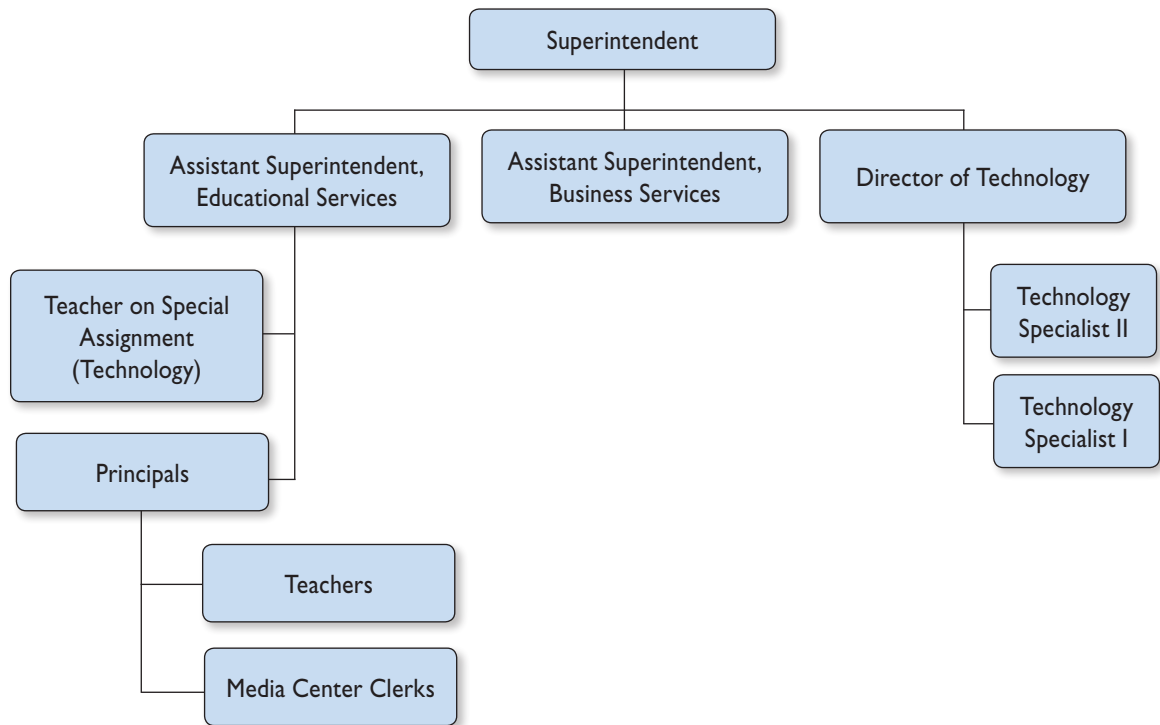 Superintendent
Assistant Superintendent,
Educational Services
Assistant Superintendent,
Business Services
Director of Technology
Teacher on Special
Assignment
(Technology)
Technology
Specialist II
Technology
Specialist I
Principals
Teachers
Media Center Clerks